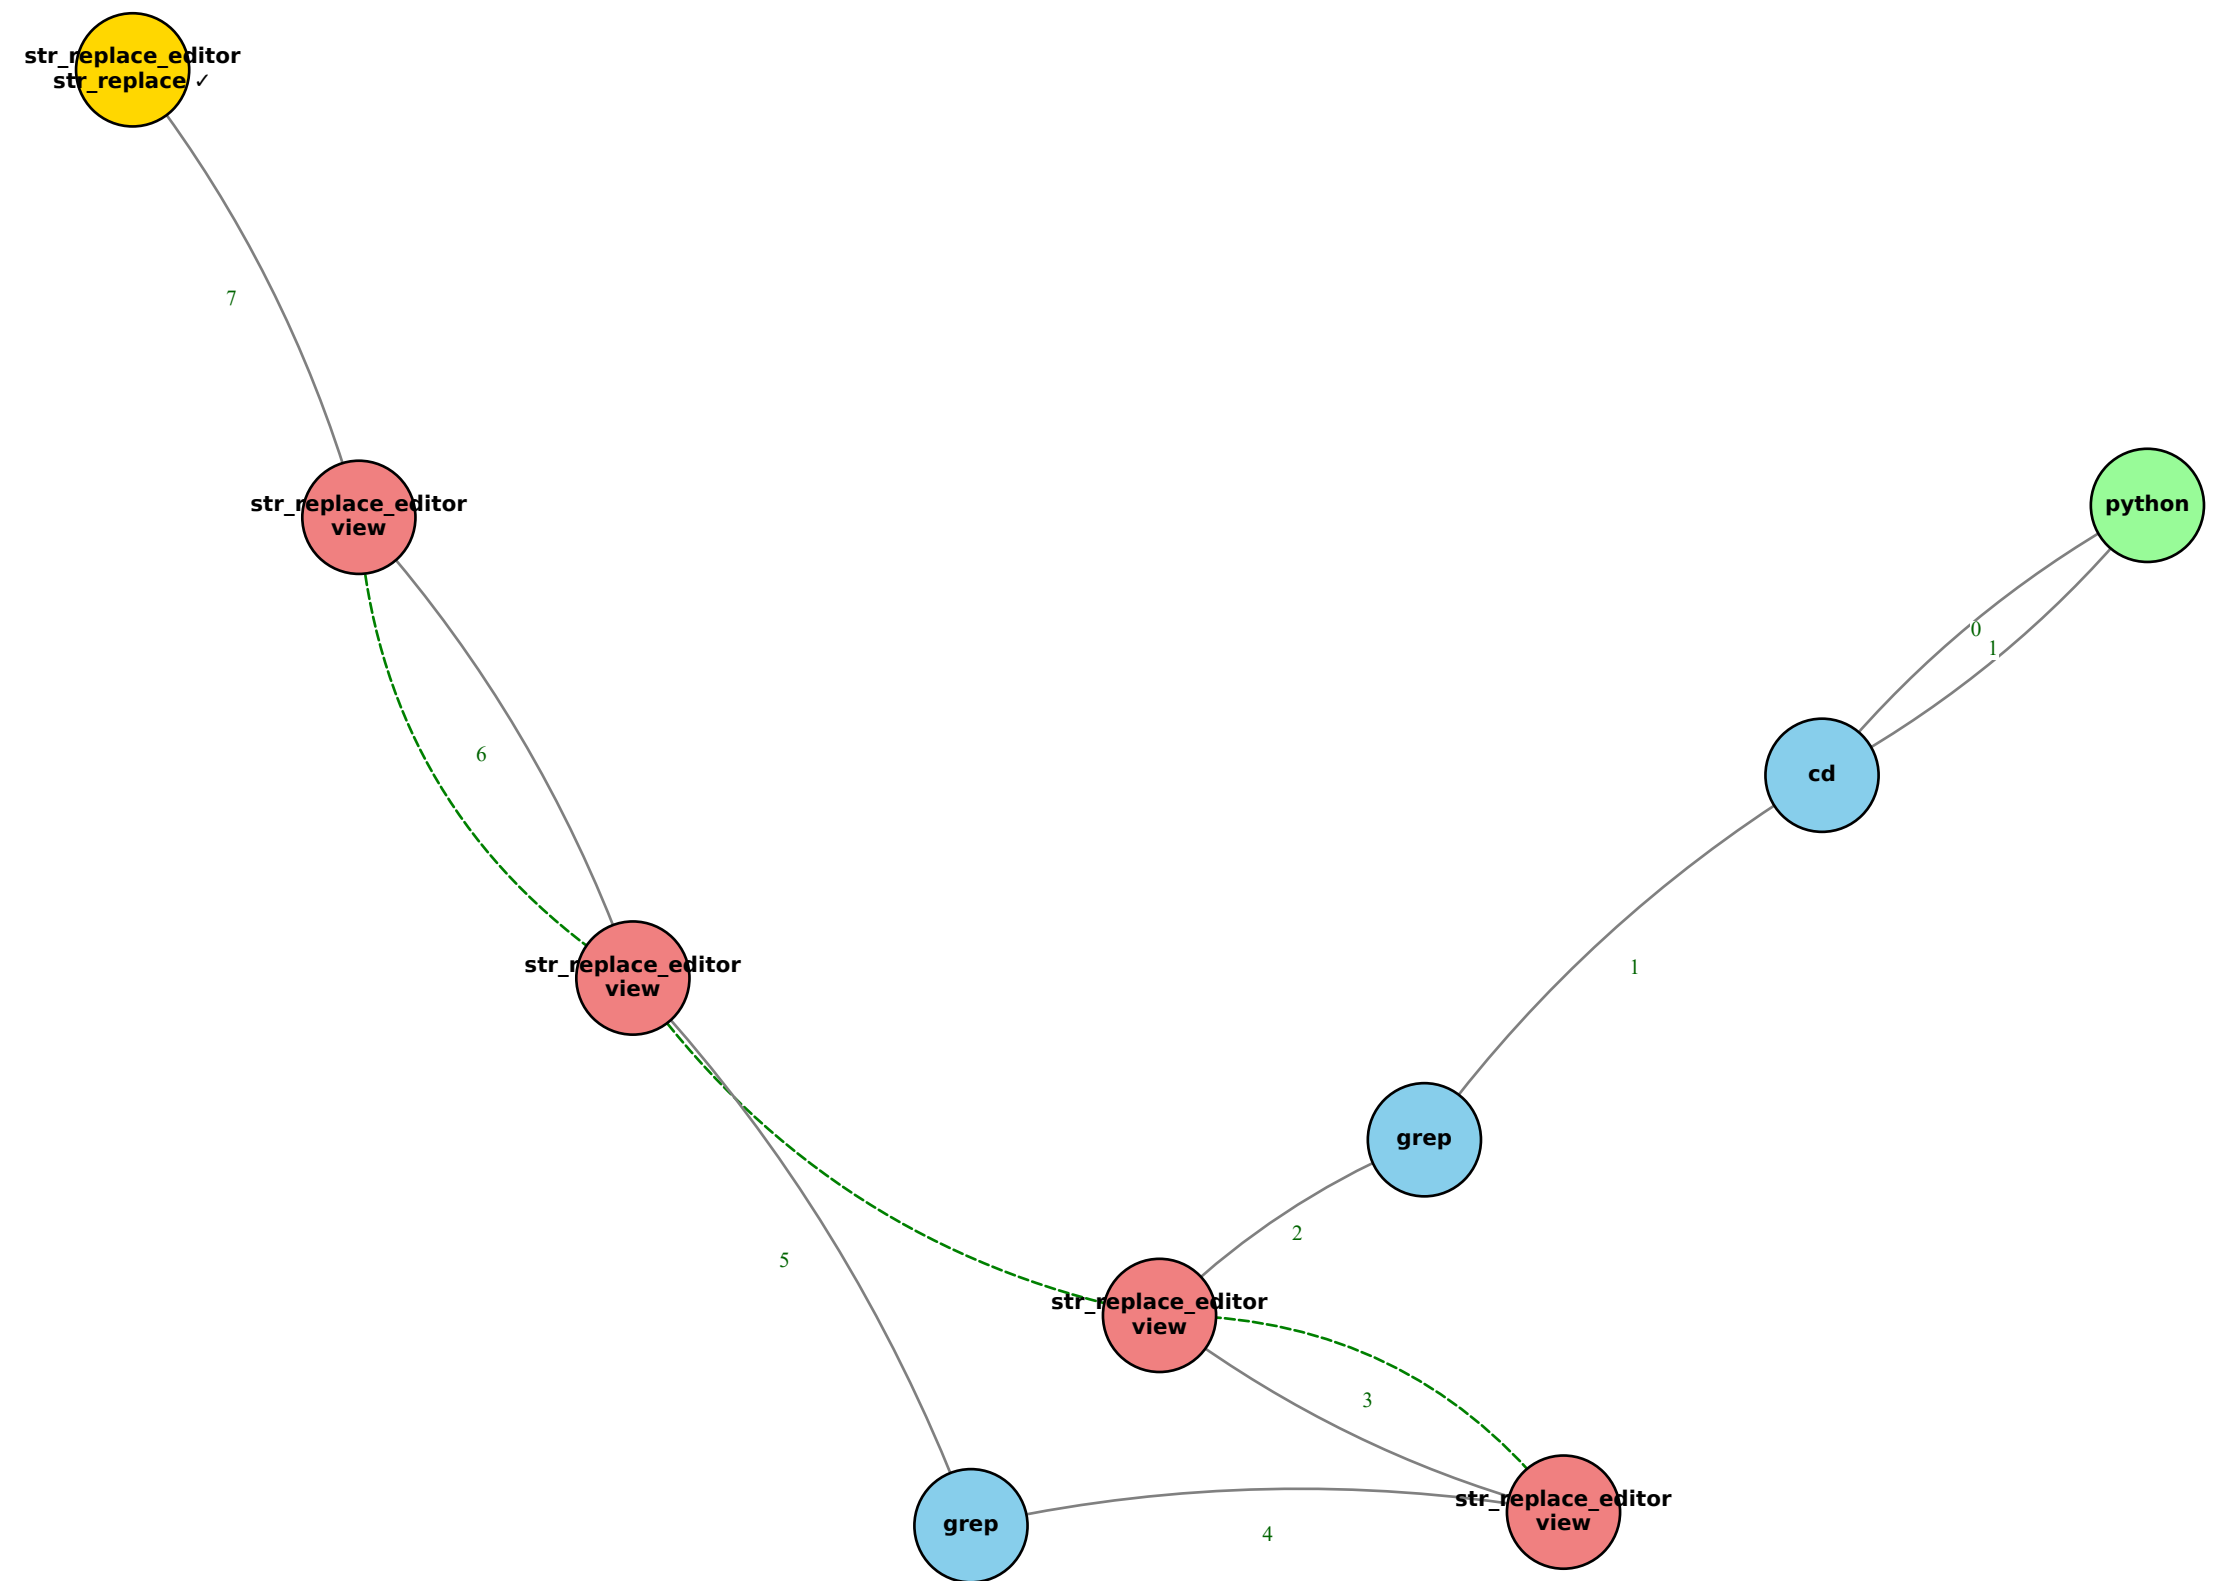 str_replace_editor
str_replace ✓
7
str_replace_editor
view
python
0
1
6
cd
str_replace_editor
view
1
grep
2
5
str_replace_editor
view
3
str_replace_editor
view
grep
4